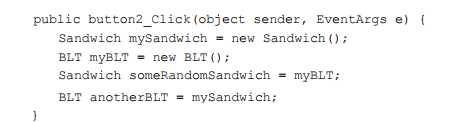 public button2_Click(object sender, EventArgs e) {
Sandwich mySandwich = new Sandwich();
BLT myBLT = new BLT();
Sandwich someRandomSandwich = myBLT;
BLT anotherBLT = mySandwich;
}